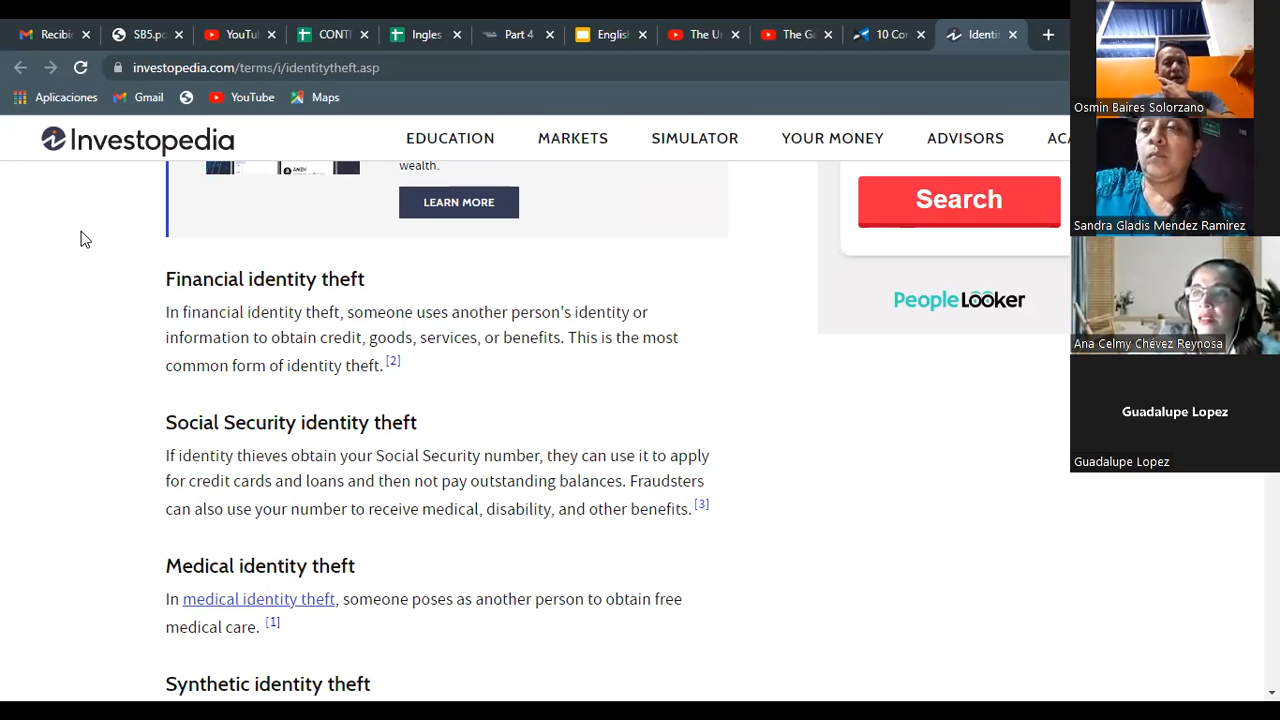 Recibi
SB5.po
YouTu
CONTI
Ingles
Part 4
English
The Ur
The Ga
10 Cor
Identi
investopedia.com/terms/i/identitytheft.asp
Aplicaciones
Gmail
YouTube
Maps
Investopedia
EDUCATION
MARKETS
SIMULATOR
YOUR MONEY
ADVISORS
ACA
wealth.
LEARN MORE
Search
PeopleLooker
Financial identity theft
In financial identity theft, someone uses another person's identity or
information to obtain credit, goods, services, or benefits. This is the most
common form of identity theft. [2]
Social Security identity theft
If identity thieves obtain your Social Security number, they can use it to apply
for credit cards and loans and then not pay outstanding balances. Fraudsters
can also use your number to receive medical, disability, and other benefits. [3]
Medical identity theft
In medical identity theft, someone poses as another person to obtain free
medical care. [1]
Synthetic identity theft
Osmin Baires Solorzano
Sandra Gladis Mendez Ramirez
Ana Celmy Chévez Reynosa
Guadalupe Lopez
Guadalupe Lopez